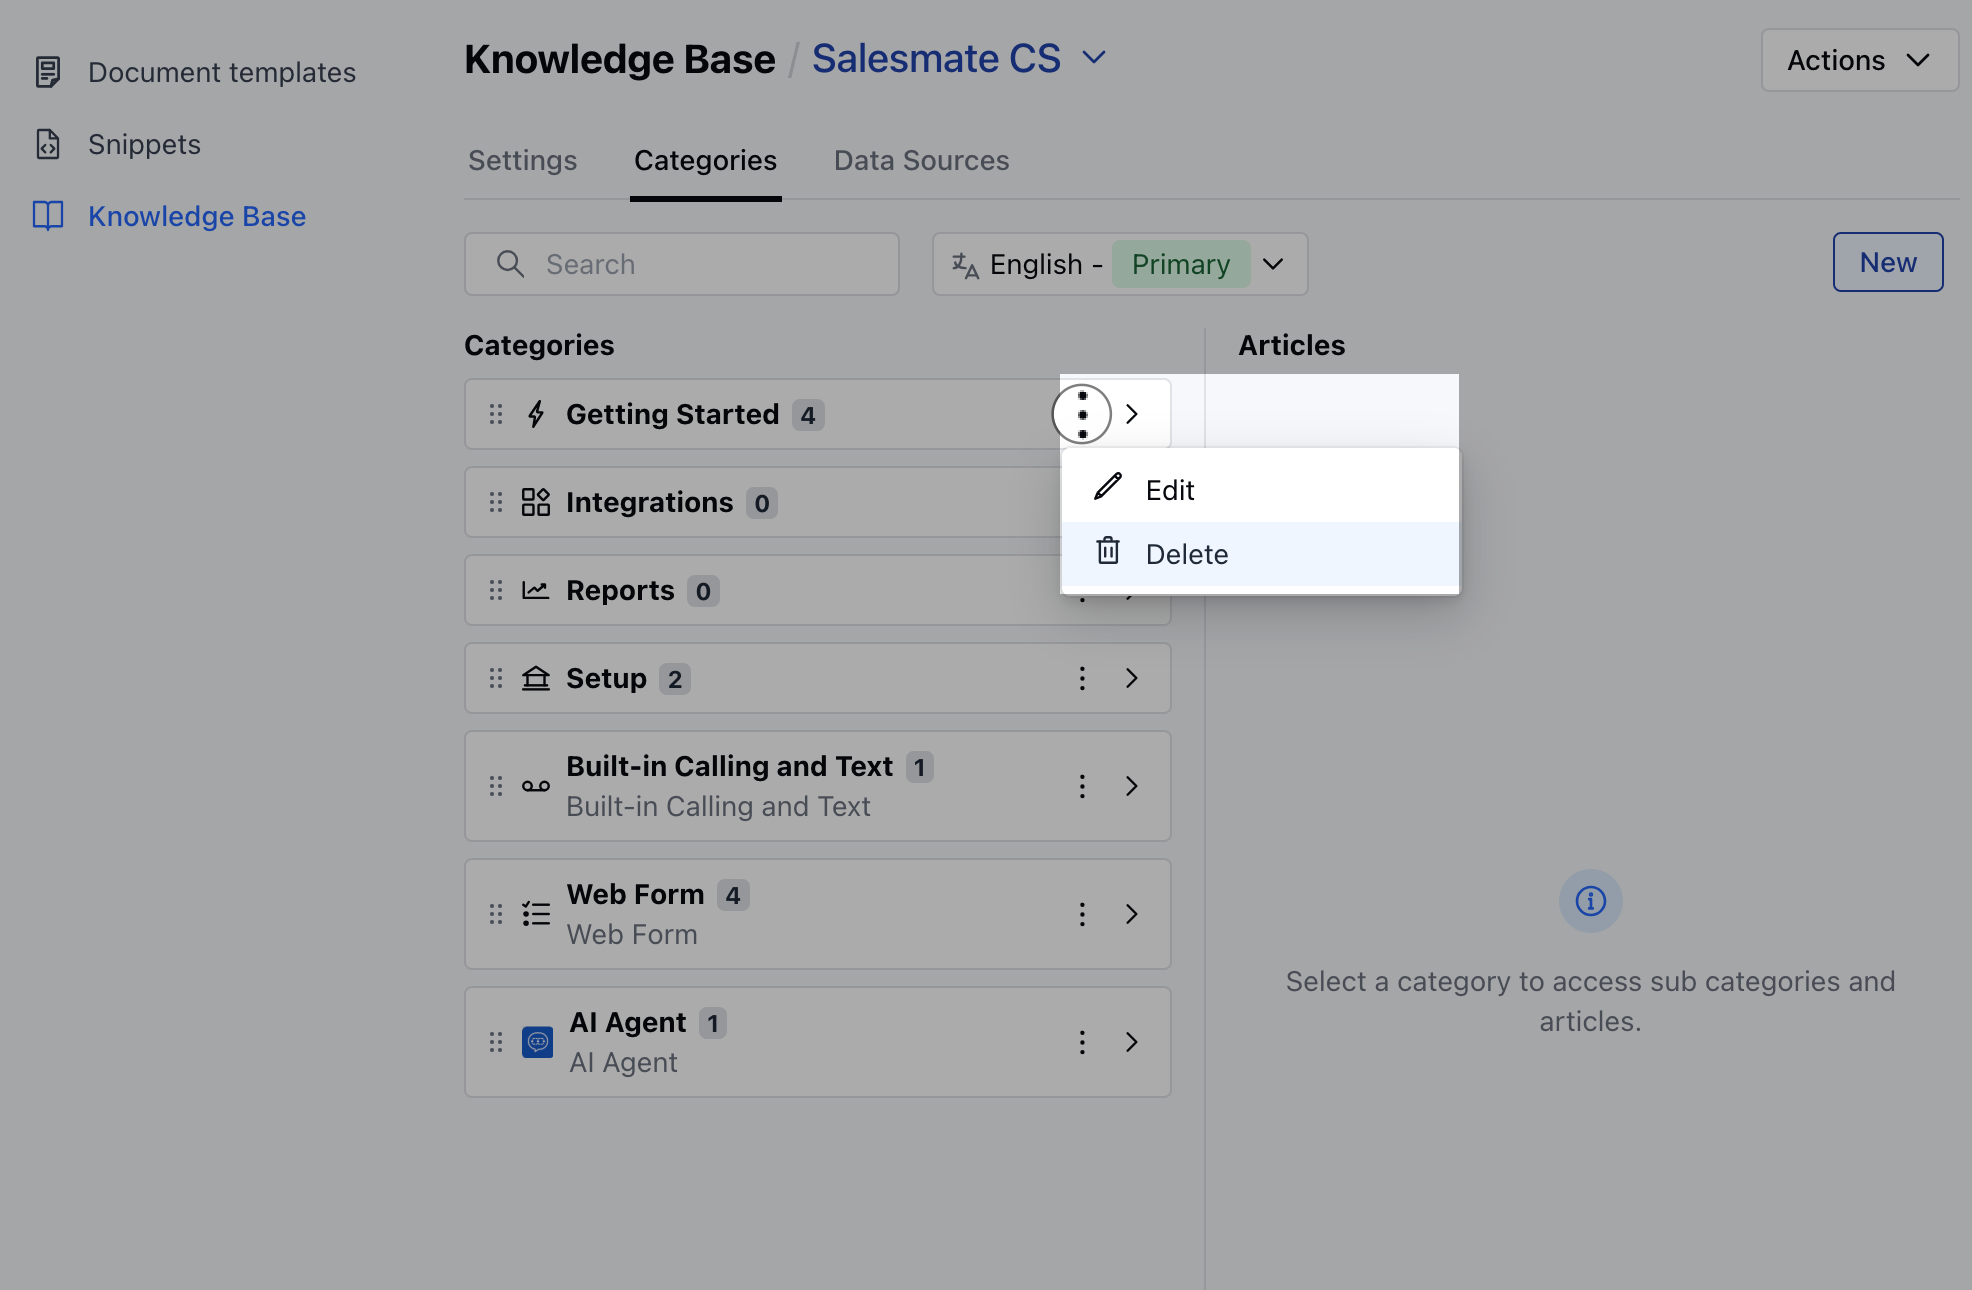 Document templates
Snippets
Knowledge Base
Knowledge Base / Salesmate CS
Actions
Settings
Categories
Data Sources
Search
English - Primary
New
Categories
Getting Started 4
Integrations 0
Reports 0
Setup 2
Built-in Calling and Text 1
Built-in Calling and Text
Web Form 4
Web Form
AI Agent 1
AI Agent
Edit
Delete
Articles
Select a category to access sub categories and
articles.